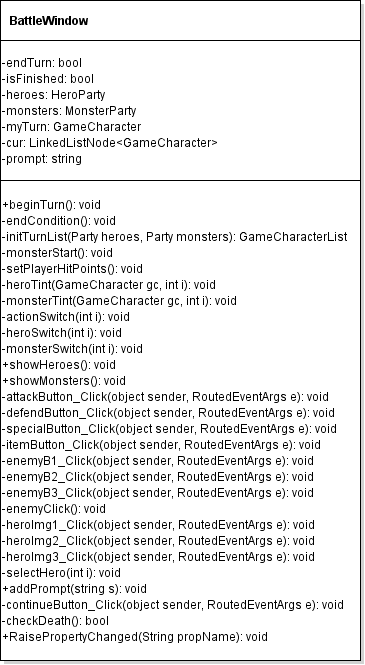 BattleWindow
-endTurn: bool
-isFinished: bool
-heroes: HeroParty
-monsters: MonsterParty
-myTurn: GameCharacter
-cur: LinkedListNode<GameCharacter>
-prompt: string
+beginTurn(): void
-endCondition(): void
-initTurnList(Party heroes, Party monsters): GameCharacterList
-monsterStart(): void
-setPlayerHitPoints(): void
-heroTint(GameCharacter gc, int i): void
-monsterTint(GameCharacter gc, int i): void
-actionSwitch(int i): void
-heroSwitch(int i): void
-monsterSwitch(int i): void
+showHeroes(): void
+showMonsters(): void
-attackButton_Click(object sender, RoutedEventArgs e): void
-defendButton_Click(object sender, RoutedEventArgs e): void
-specialButton_Click(object sender, RoutedEventArgs e): void
-itemButton_Click(object sender, RoutedEventArgs e): void
-enemyB1_Click(object sender, RoutedEventArgs e): void
-enemyB2_Click(object sender, RoutedEventArgs e): void
-enemyB3_Click(object sender, RoutedEventArgs e): void
-enemyClick(): void
-heroImg1_Click(object sender, RoutedEventArgs e): void
-heroImg2_Click(object sender, RoutedEventArgs e): void
-heroImg3_Click(object sender, RoutedEventArgs e): void
-selectHero(int i): void
+addPrompt(string s): void
-continueButton_Click(object sender, RoutedEventArgs e): void
-checkDeath(): bool
+RaisePropertyChanged(String propName): void